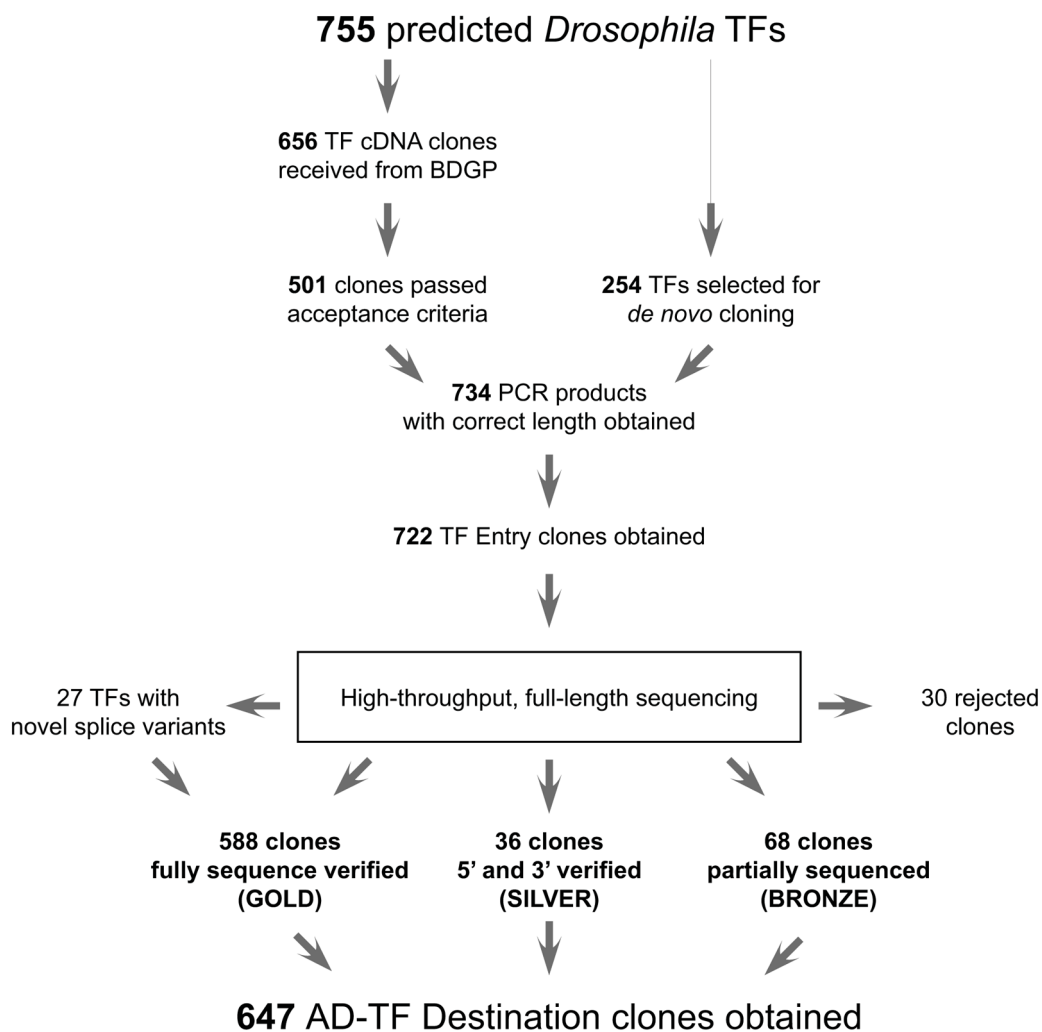 755 predicted Drosophila TFs
656 TF cDNA clones
received from BDGP
501 clones passed
acceptance criteria
254 TFs selected for
de novo cloning
734 PCR products
with correct length obtained
722 TF Entry clones obtained
27 TFs with
novel splice variants
High-throughput, full-length sequencing
30 rejected
clones
588 clones
fully sequence verified
(GOLD)
36 clones
5’ and 3’ verified
(SILVER)
68 clones
partially sequenced
(BRONZE)
647 AD-TF Destination clones obtained